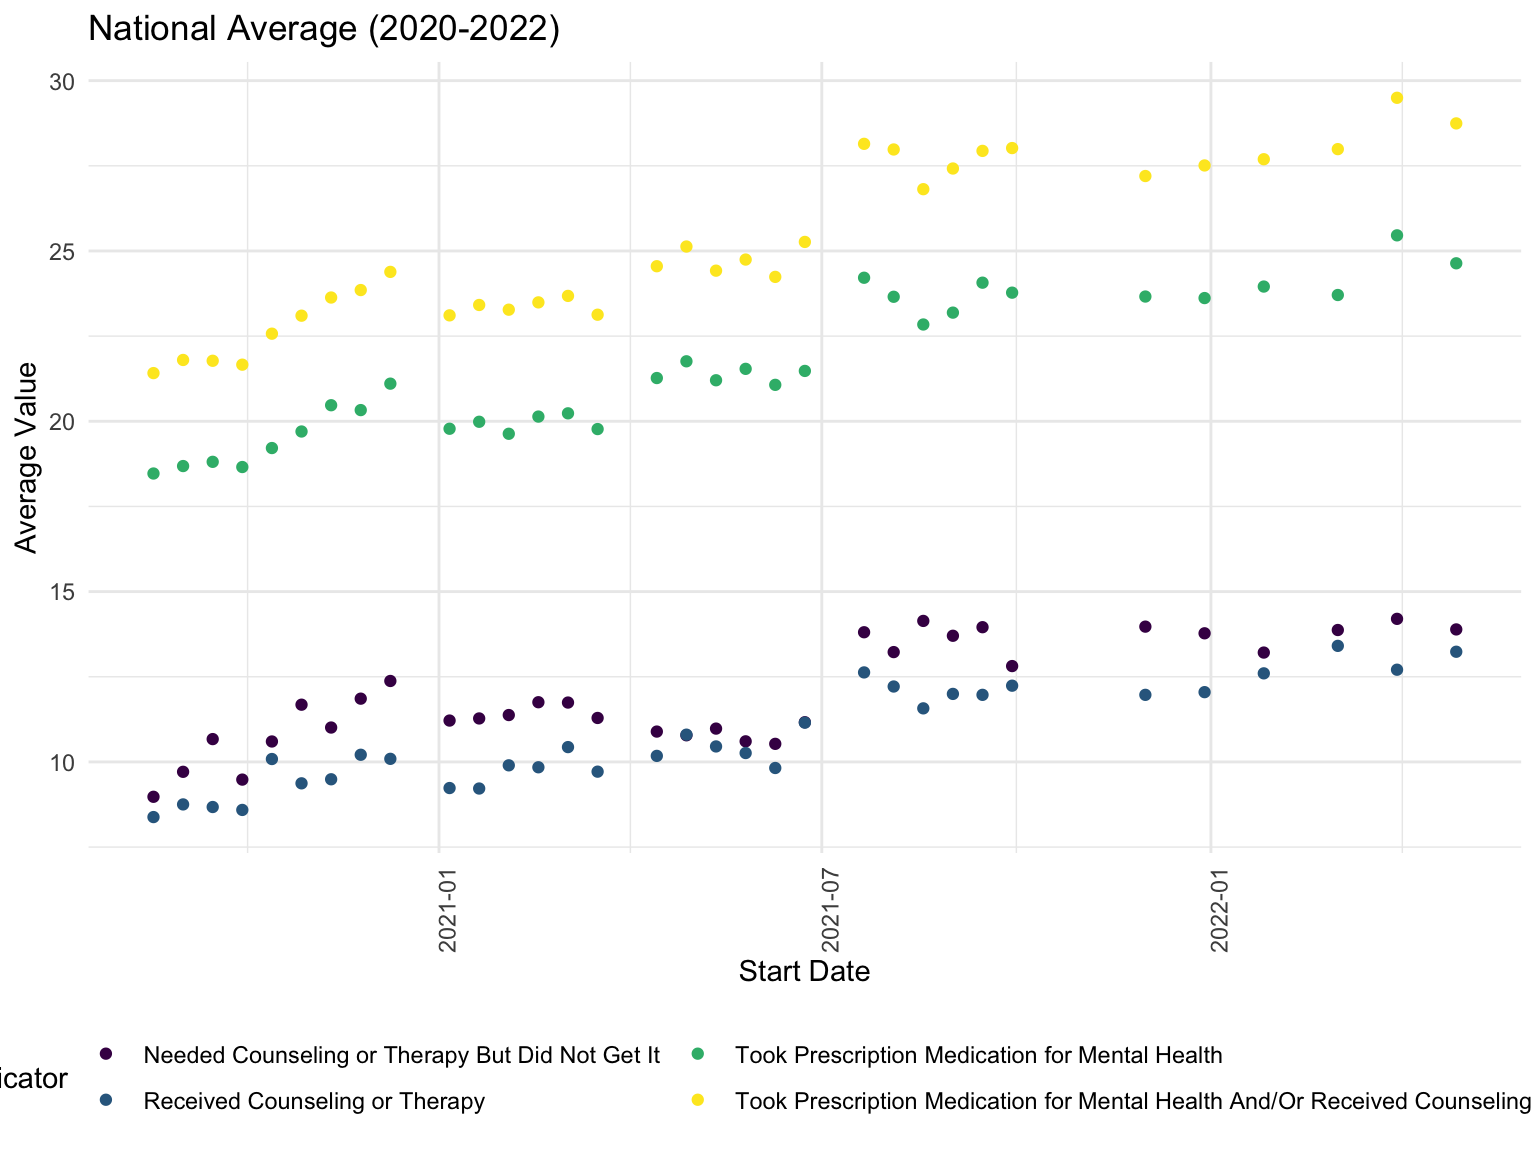 National Average (2020-2022)
30
25
20
15
10
Average Value
2021-01
2021-07
2022-01
Start Date
icator
Needed Counseling or Therapy But Did Not Get It
Received Counseling or Therapy
Took Prescription Medication for Mental Health
Took Prescription Medication for Mental Health And/Or Received Counseling